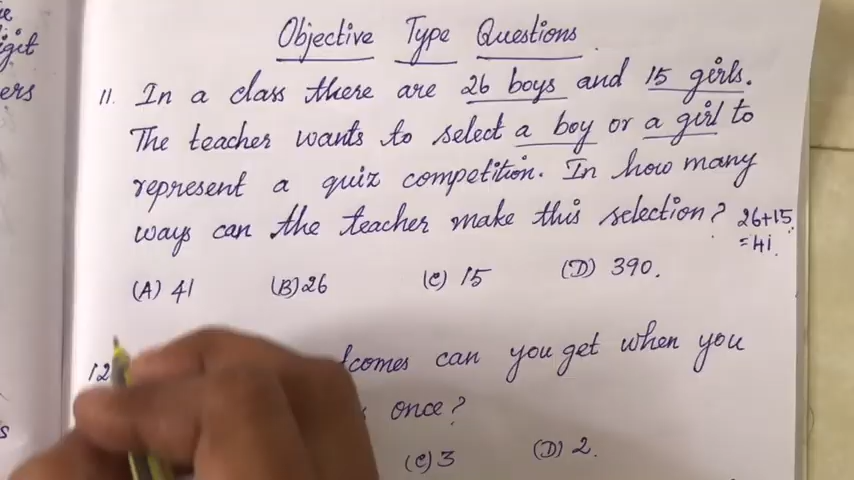 Objective Type Questions
11. In a class there are 26 boys and 15 girls.
The teacher wants to select a boy or a girl to
represent a quiz competition. In how many
ways can the teacher make this selection? 26+15
=41
(A) 41 (B) 26 (C) 15 (D) 390.
12 can you get when you
once?
(C) 3 (D) 2.